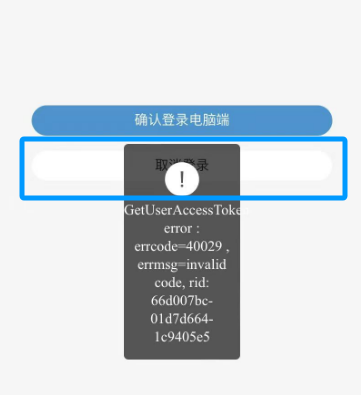 确认登录电脑端
取消登录
!
GetUserAccessToke
error :
errcode=40029 ,
errmsg=invalid
code, rid:
66d007bc-
01d7d664-
1c9405e5